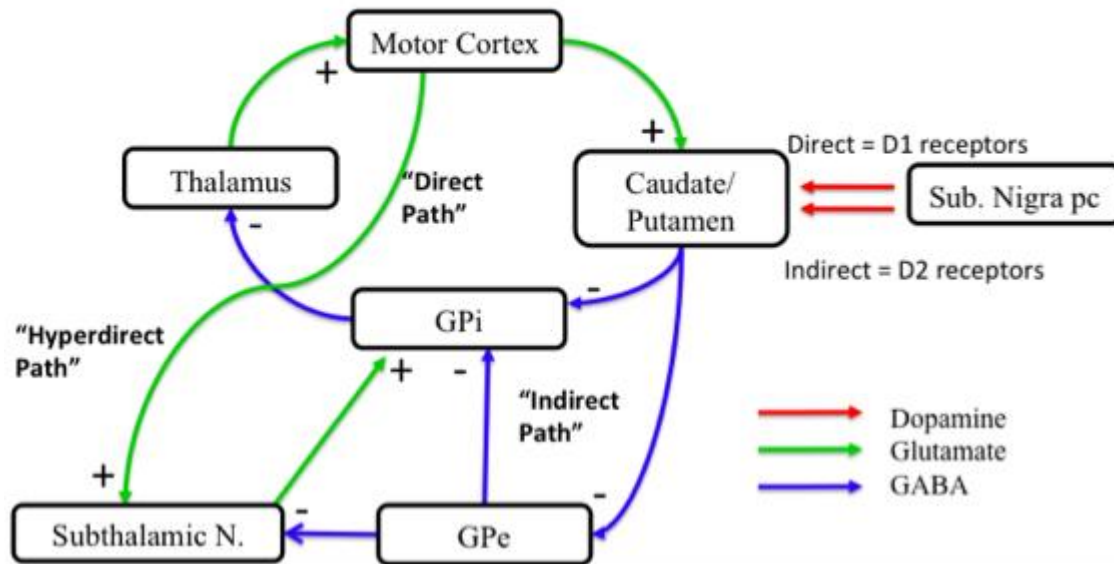 Motor Cortex
+
+
Direct = D1 receptors
Thalamus
“Direct
Path”
Caudate/
Putamen
Sub. Nigra pc
-
Indirect = D2 receptors
-
GPi
“Hyperdirect
Path”
+
-
“Indirect
Path”
Dopamine
Glutamate
GABA
+
-
-
Subthalamic N.
GPe